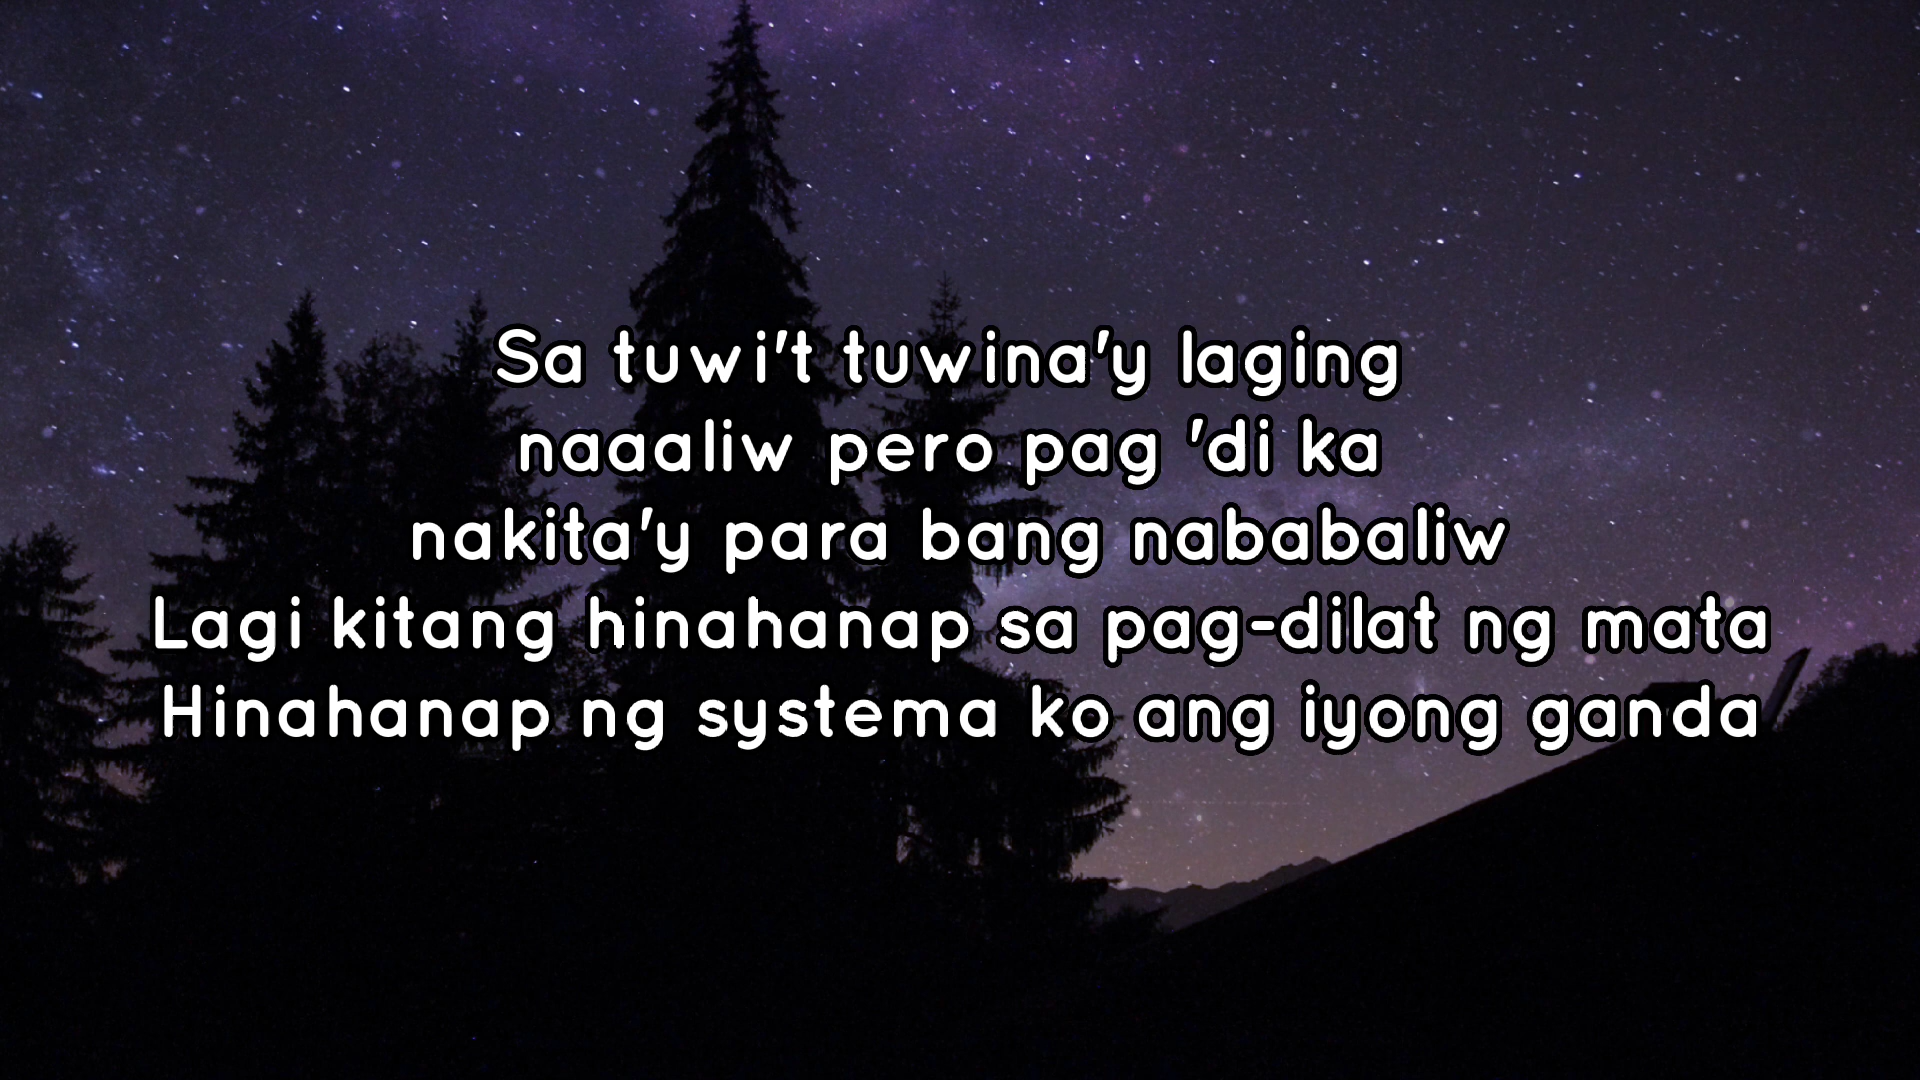 Sa tuwi't tuwina'y laging
naaaliw pero pag 'di ka
nakita'y para bang nababaliw
Lagi kitang hinahanap sa pag-dilat ng mata
Hinahanap ng systema ko ang iyong ganda